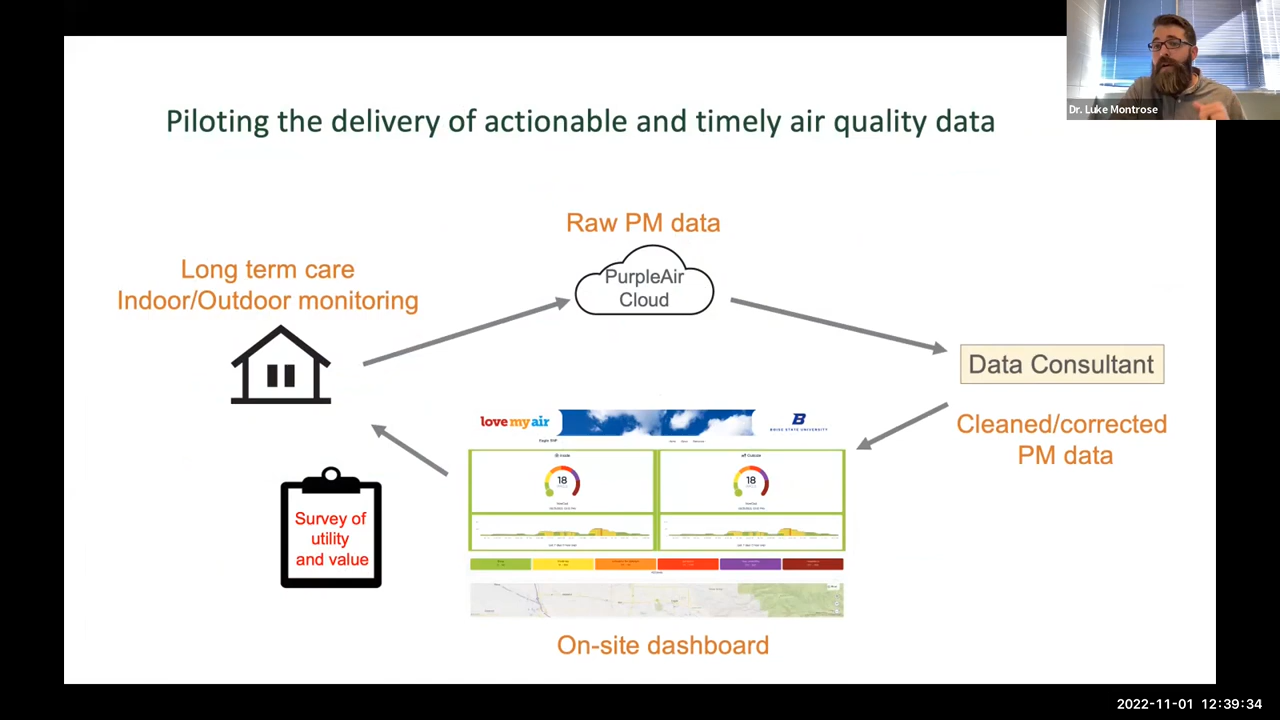 Dr. Luke Montrose
Piloting the delivery of actionable and timely air quality data
Raw PM data
PurpleAir
Cloud
Long term care
Indoor/Outdoor monitoring
Data Consultant
Cleaned/corrected
PM data
love my air
BOISE STATE UNIVERSITY
18
18
Survey of
utility
and value
On-site dashboard
2022-11-01 12:39:34